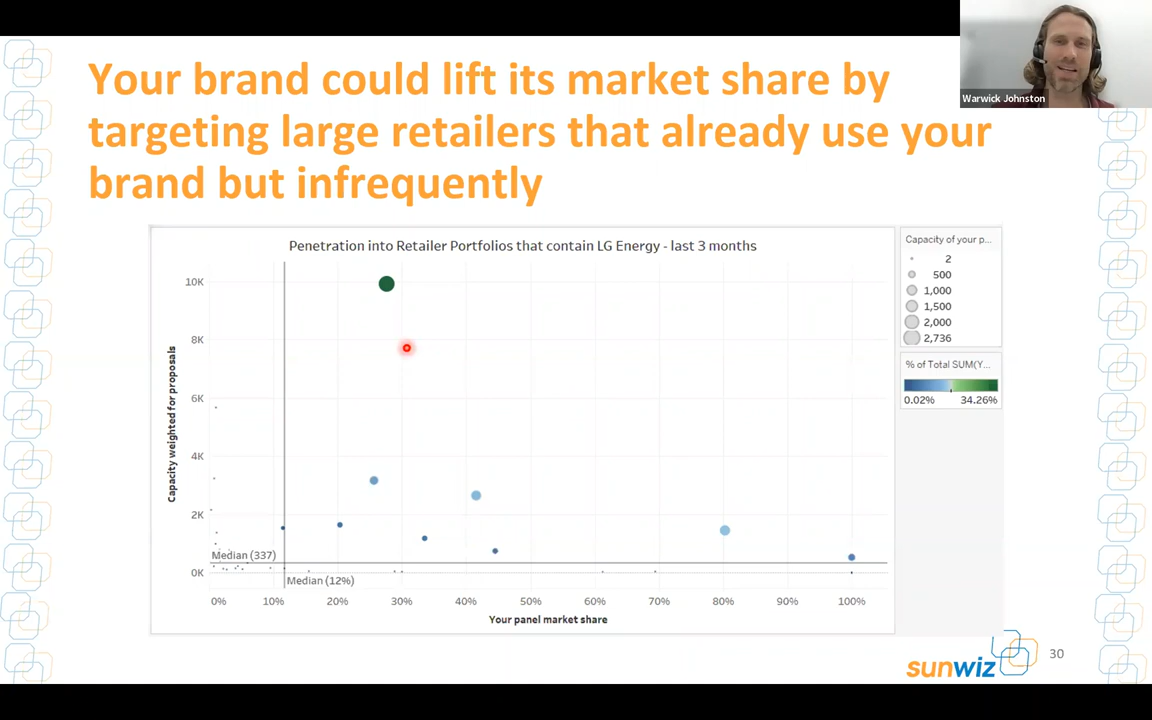 Your brand could lift its market share by
targeting large retailers that already use your
brand but infrequently
Warwick Johnston
Penetration into Retailer Portfolios that contain LG Energy - last 3 months
Capacity weighted for proposals
10K
8K
6K
4K
2K
0K
Median (337)
Median (12%)
0%
10%
20%
30%
40%
50%
60%
70%
80%
90%
100%
Your panel market share
Capacity of your p...
2
500
1,000
1,500
2,000
2,736
% of Total SUM(Y...
0.02%
34.26%
sunwiz
30